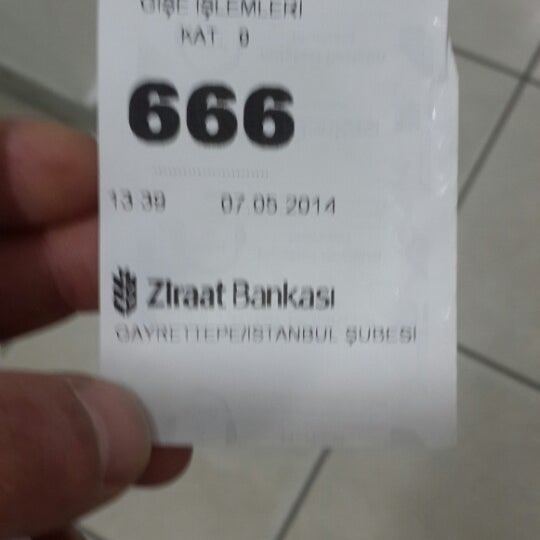 GİŞE İŞLEMLERİ
KAT 0
666
13:39 07.05.2014
Ziraat Bankası
GAYRETTEPE/İSTANBUL ŞUBESİ